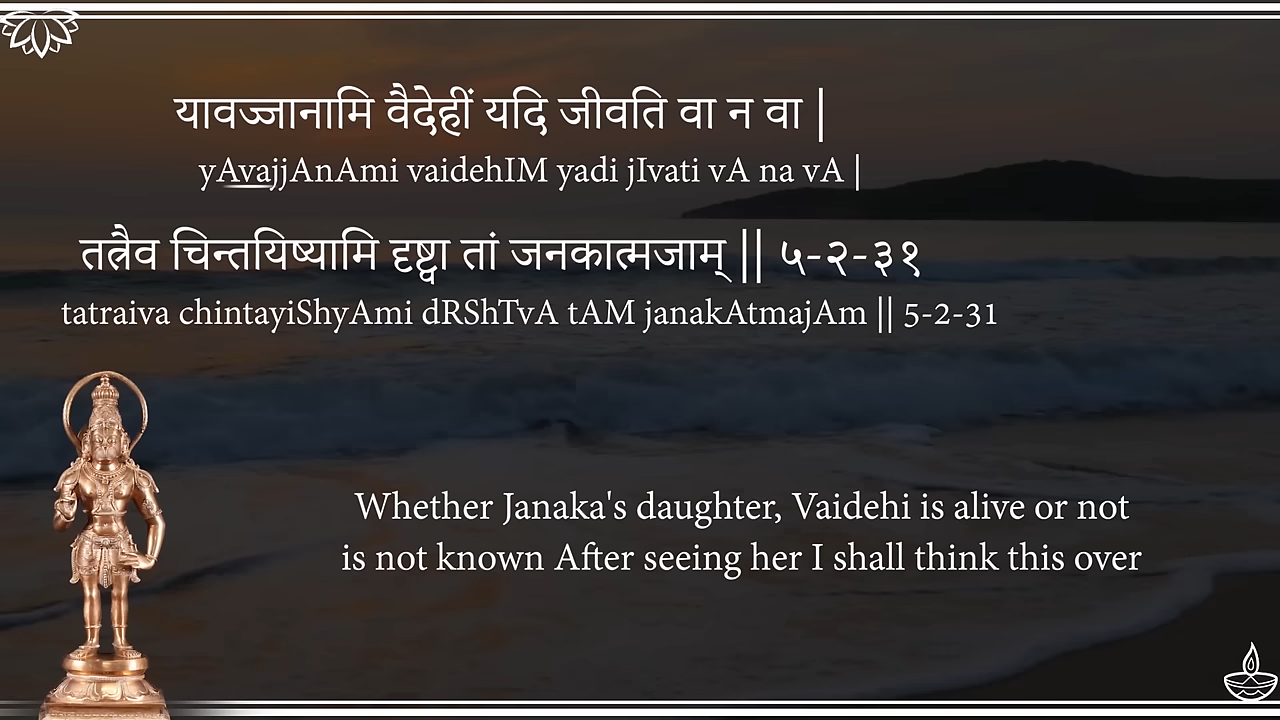 यावज्जानामि वैदेहीं यदि जीवति वा न वा |
yAvajjAnAmi vaidehIM yadi jIvati vA na vA |
तत्रैव चिन्तयिष्यामि दृष्ट्वा तां जनकात्मजाम् || ५-२-३१
tatraiva chintayiShyAmi dRShTvA tAM janakAtmajAm || 5-2-31
Whether Janaka's daughter, Vaidehi is alive or not
is not known After seeing her I shall think this over